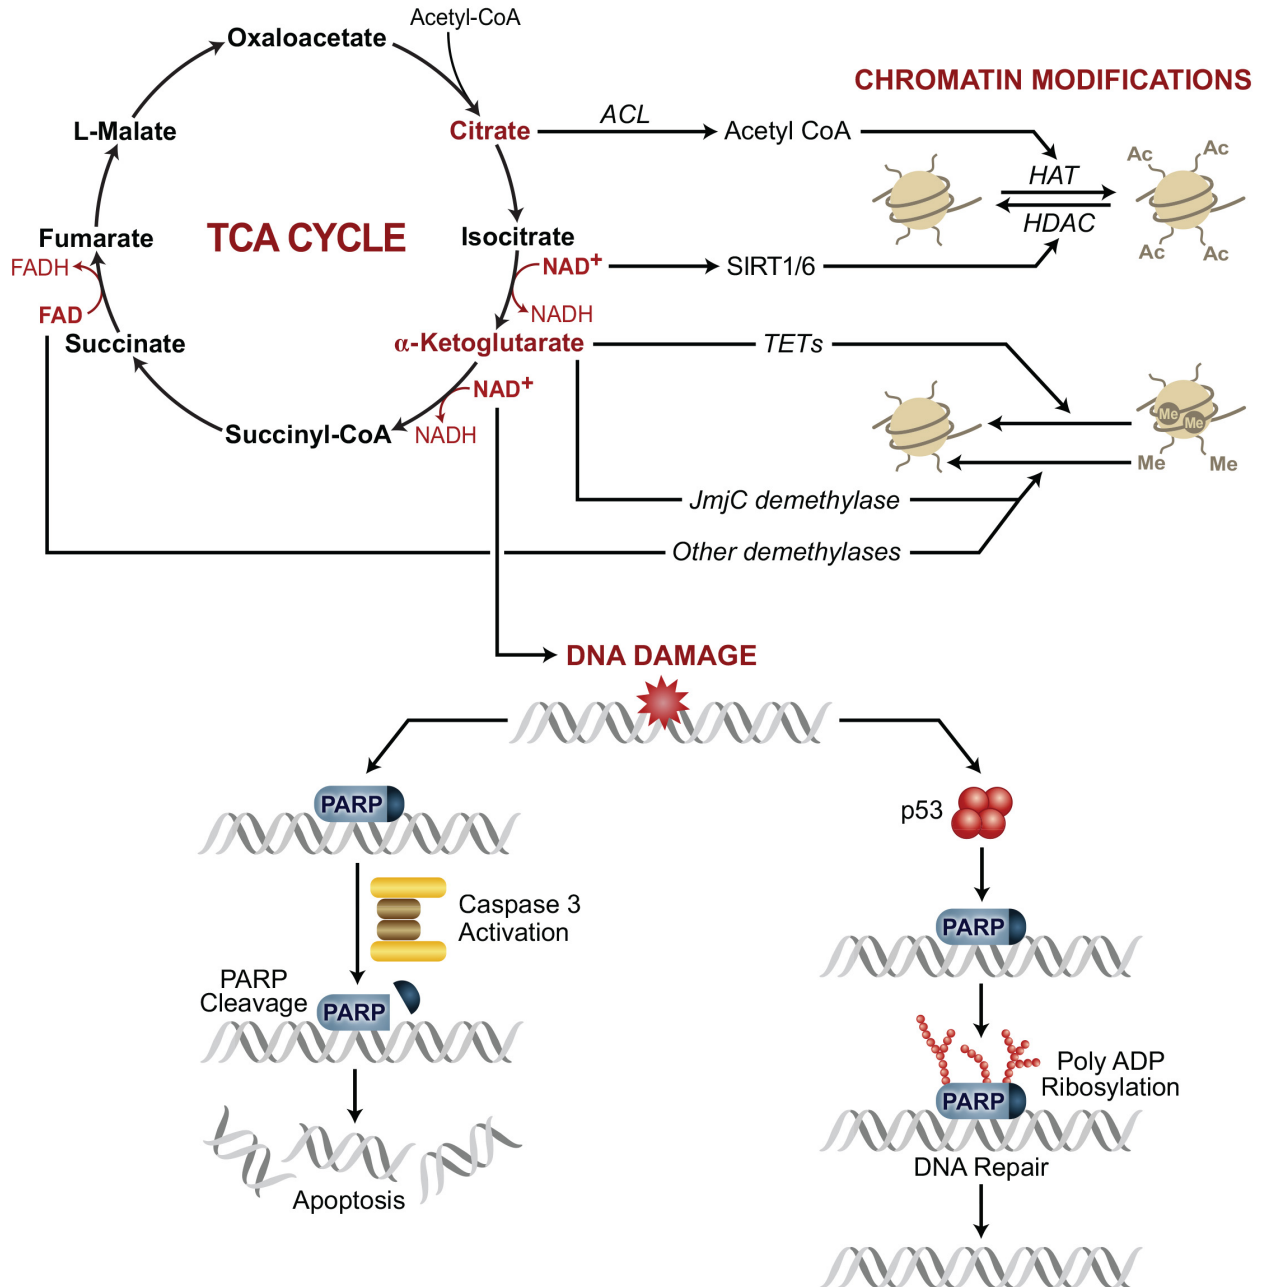 Acetyl-CoA
Oxaloacetate
CHROMATIN MODIFICATIONS
L-Malate
Citrate
ACL
Acetyl CoA
Ac
Ac
HAT
HDAC
Ac
Ac
Fumarate
TCA CYCLE
Isocitrate
FADH
NAD+
SIRT1/6
FAD
NADH
Succinate
α-Ketoglutarate
TETs
NAD+
Me
Me
Succinyl-CoA
NADH
Me
Me
JmjC demethylase
Other demethylases
DNA DAMAGE
PARP
p53
Caspase 3
Activation
PARP
PARP
Cleavage
PARP
Poly ADP
Ribosylation
PARP
DNA Repair
Apoptosis